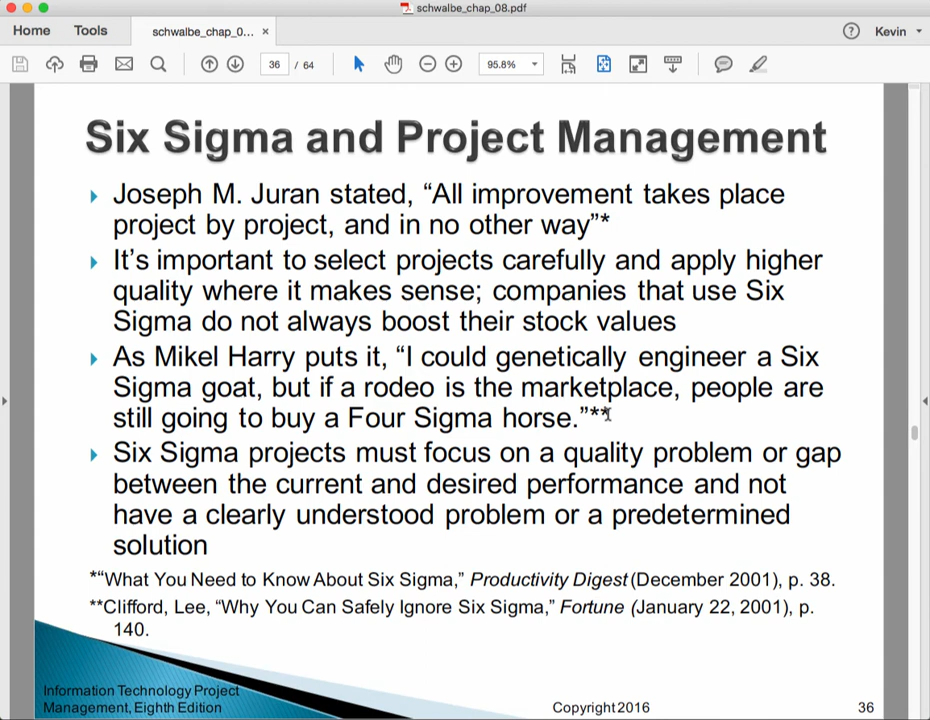 schwalbe_chap_08.pdf
Home Tools schwalbe_chap_0... × ? Kevin
36 / 64 95.8%
Six Sigma and Project Management
Joseph M. Juran stated, “All improvement takes place
project by project, and in no other way”*
It’s important to select projects carefully and apply higher
quality where it makes sense; companies that use Six
Sigma do not always boost their stock values
As Mikel Harry puts it, “I could genetically engineer a Six
Sigma goat, but if a rodeo is the marketplace, people are
still going to buy a Four Sigma horse.”**
Six Sigma projects must focus on a quality problem or gap
between the current and desired performance and not
have a clearly understood problem or a predetermined
solution
*“What You Need to Know About Six Sigma,” Productivity Digest (December 2001), p. 38.
**Clifford, Lee, “Why You Can Safely Ignore Six Sigma,” Fortune (January 22, 2001), p.
140.
Information Technology Project
Management, Eighth Edition Copyright 2016 36